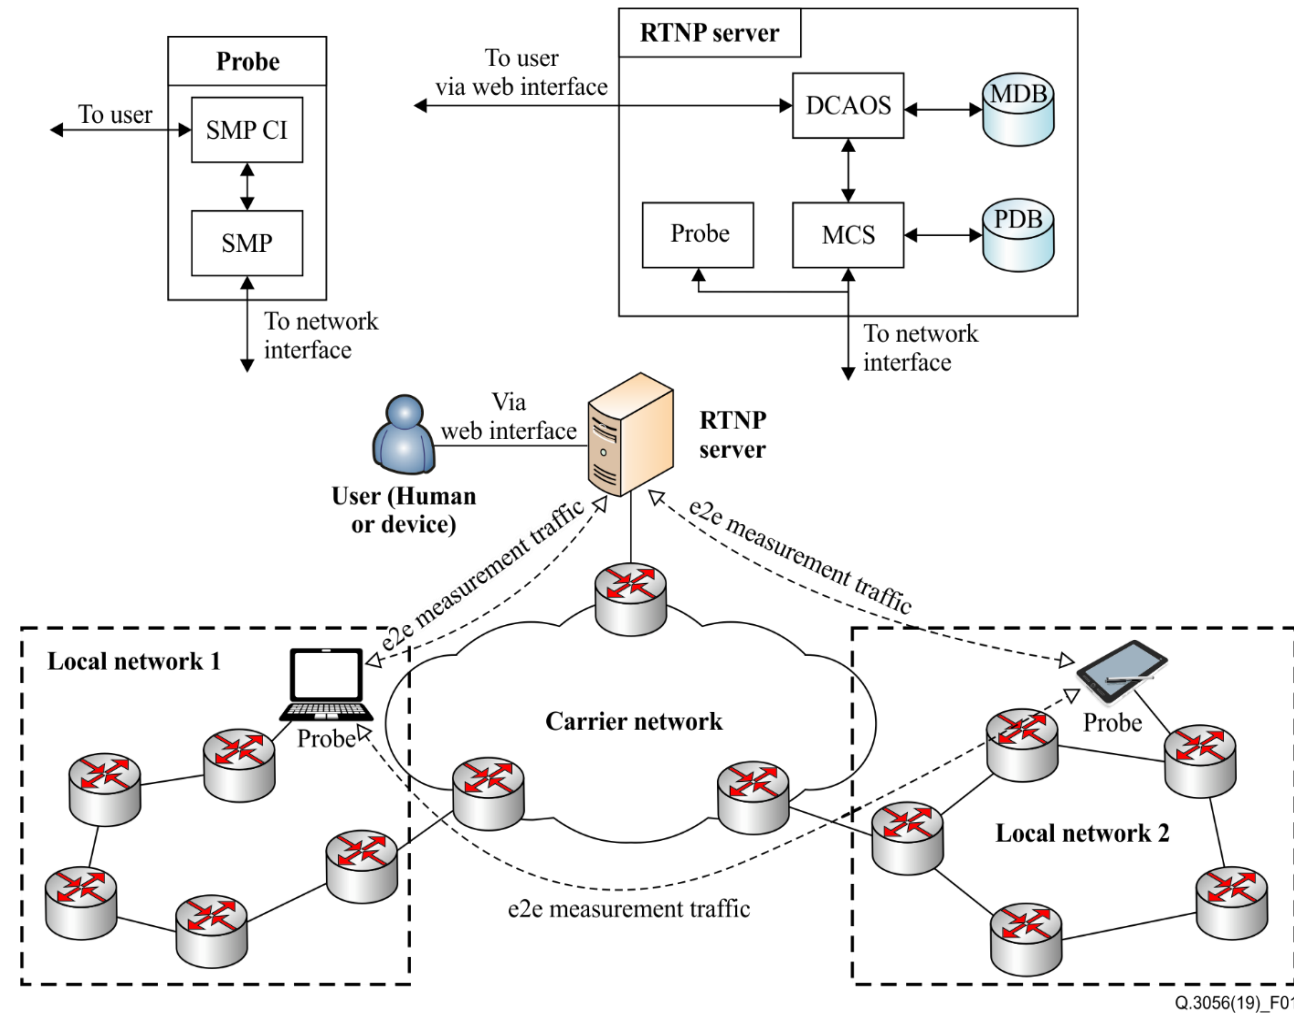 Probe
To user
SMP CI
SMP
To network
interface
RTNP server
To user
via web interface
DCAOS
MDB
Probe
MCS
PDB
To network
interface
Via
web interface
RTNP
server
User (Human
or device)
e2e measurement traffic
e2e measurement traffic
Local network 1
Probe
Carrier network
Probe
Local network 2
e2e measurement traffic
Q.3056(19)_F01